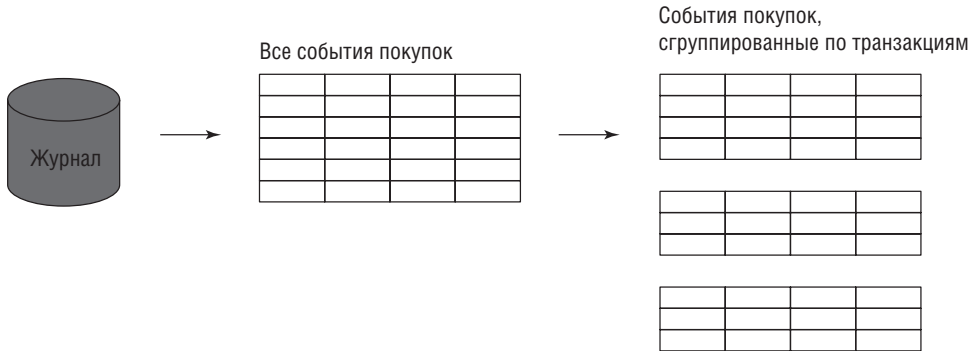 Журнал
Все события покупок
События покупок,
сгруппированные по транзакциям